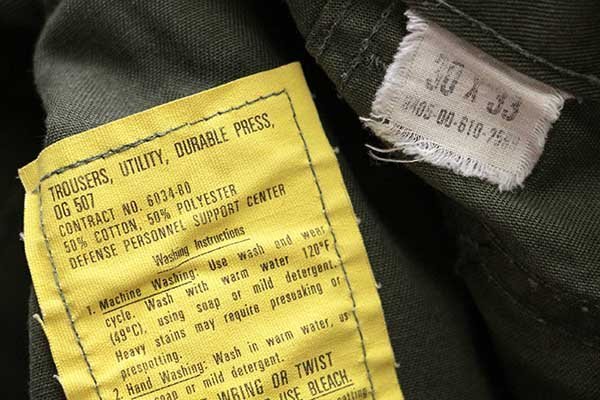 TROUSERS, UTILITY, DURABLE PRESS,
OG 507
CONTRACT NO. 6034-80
50% COTTON, 50% POLYESTER
DEFENSE PERSONNEL SUPPORT CENTER
Washing Instructions
1. Machine Washing: Use wash and wear
cycle. Wash with warm water 120°F
(49°C), using soap or mild detergent.
Heavy stains may require presoaking or
prespotting.
2. Hand Washing: Wash in warm water, us
soap or mild detergent.
WRING OR TWIST
USE BLEACH.
30 X 33
8405-00-610-